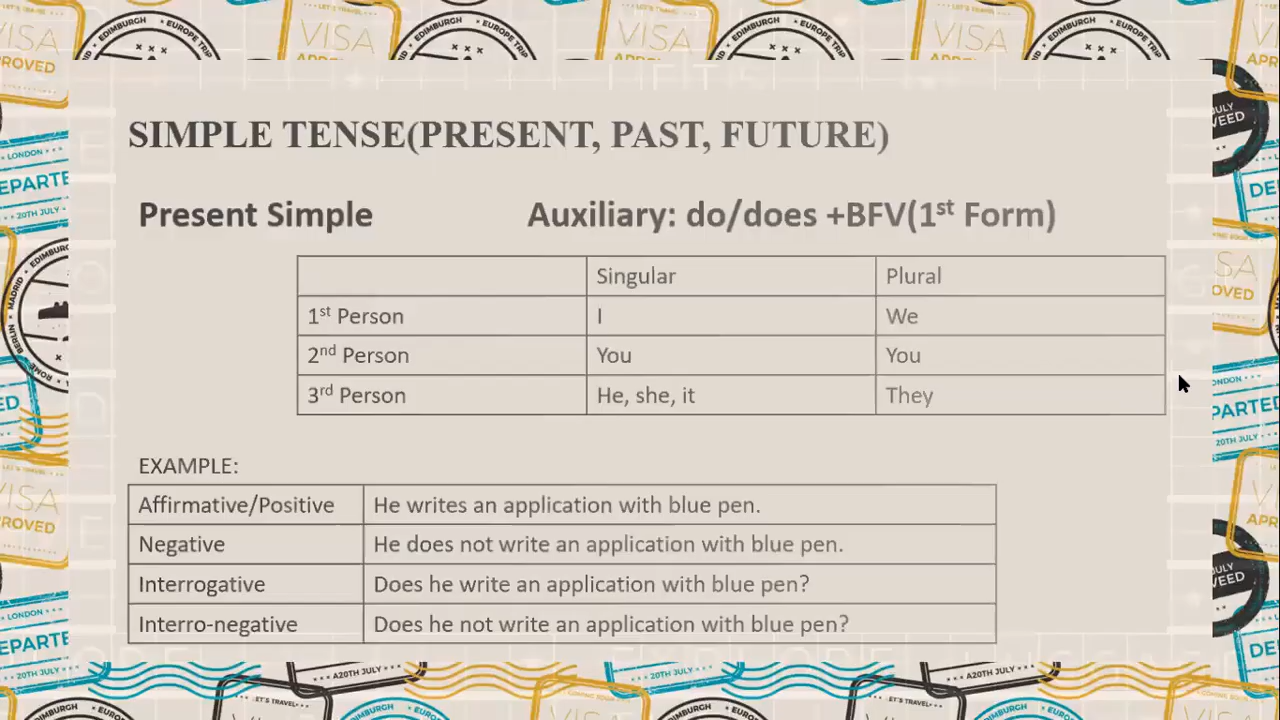 SIMPLE TENSE(PRESENT, PAST, FUTURE)
Present Simple Auxiliary: do/does +BFV(1st Form)
Singular Plural
1st Person I We
2nd Person You You
3rd Person He, she, it They
EXAMPLE:
Affirmative/Positive He writes an application with blue pen.
Negative He does not write an application with blue pen.
Interrogative Does he write an application with blue pen?
Interro-negative Does he not write an application with blue pen?